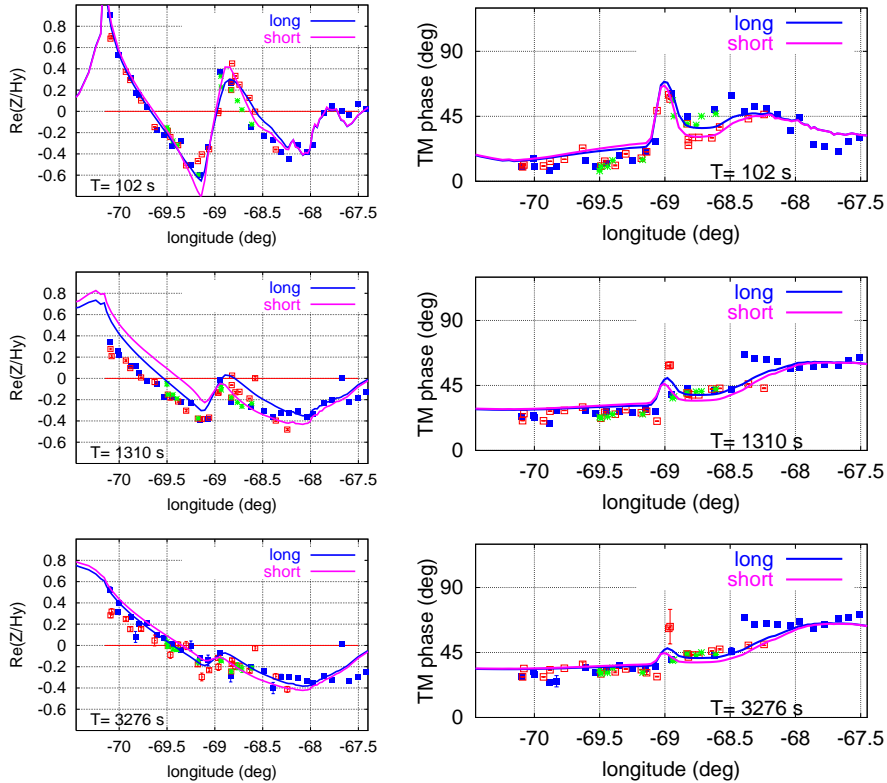 0.8
0.6
0.4
0.2
0
-0.2
-0.4
-0.6
Re(Z/Hy)
long
short
T= 102 s
-70 -69.5 -69 -68.5 -68 -67.5
longitude (deg)
90
45
0
TM phase (deg)
long
short
T= 102 s
-70 -69.5 -69 -68.5 -68 -67.5
longitude (deg)
0.8
0.6
0.4
0.2
0
-0.2
-0.4
-0.6
Re(Z/Hy)
long
short
T= 1310 s
-70 -69.5 -69 -68.5 -68 -67.5
longitude (deg)
90
45
0
TM phase (deg)
long
short
T= 1310 s
-70 -69.5 -69 -68.5 -68 -67.5
longitude (deg)
0.8
0.6
0.4
0.2
0
-0.2
-0.4
-0.6
Re(Z/Hy)
long
short
T= 3276 s
-70 -69.5 -69 -68.5 -68 -67.5
longitude (deg)
90
45
0
TM phase (deg)
long
short
T= 3276 s
-70 -69.5 -69 -68.5 -68 -67.5
longitude (deg)